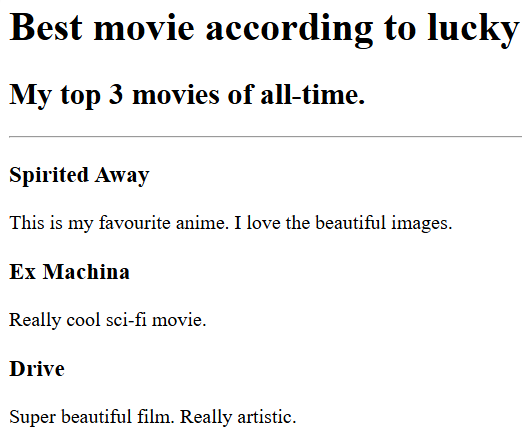 Best movie according to lucky
My top 3 movies of all-time.
Spirited Away
This is my favourite anime. I love the beautiful images.
Ex Machina
Really cool sci-fi movie.
Drive
Super beautiful film. Really artistic.